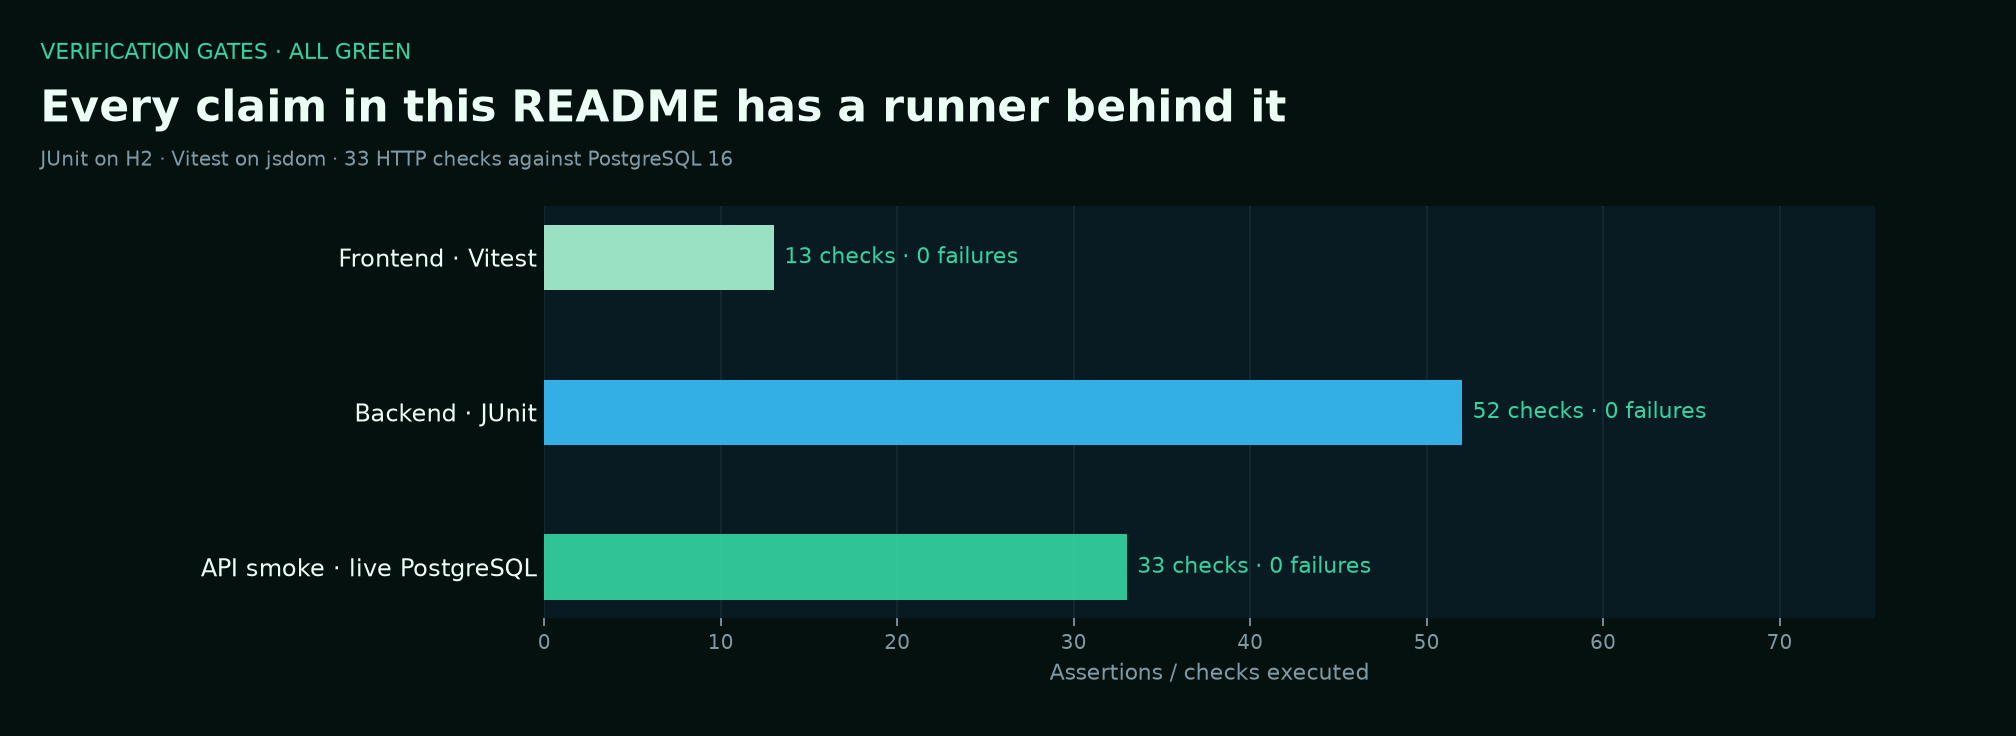 VERIFICATION GATES · ALL GREEN
Every claim in this README has a runner behind it
JUnit on H2 · Vitest on jsdom · 33 HTTP checks against PostgreSQL 16
Frontend · Vitest
13 checks · 0 failures
Backend · JUnit
52 checks · 0 failures
API smoke · live PostgreSQL
33 checks · 0 failures
0 10 20 30 40 50 60 70
Assertions / checks executed